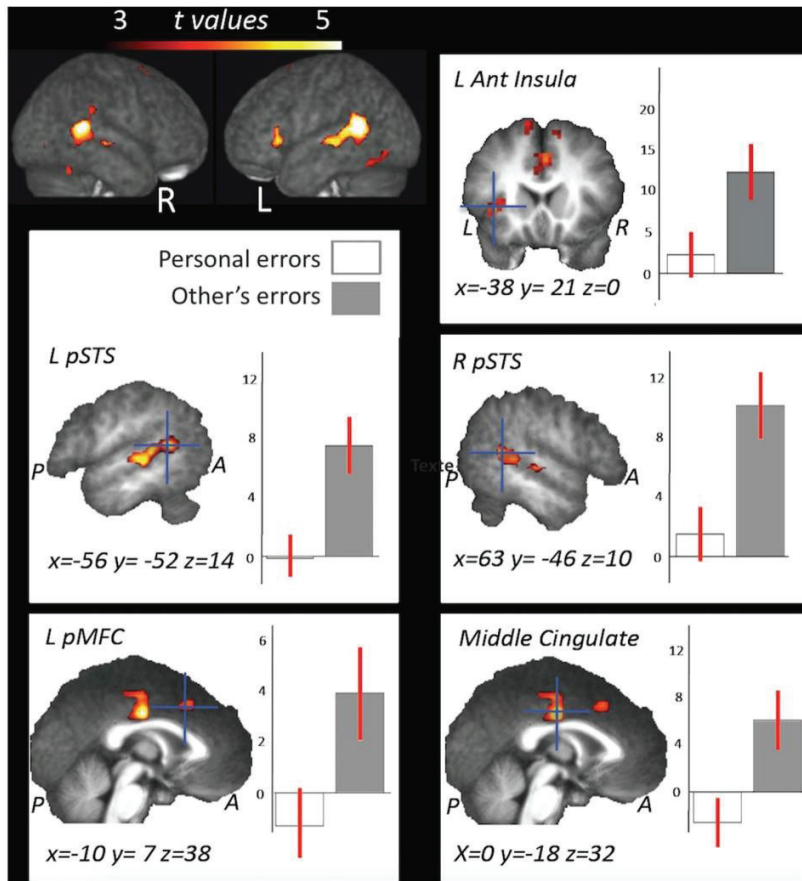 3 t values 5
R L
L Ant Insula
20
15
10
5
0
L R
x=-38 y= 21 z=0
Personal errors
Other's errors
L pSTS
12
8
4
0
P A
x=-56 y= -52 z=14
R pSTS
12
8
4
0
Texte
P A
x=63 y= -46 z=10
L pMFC
6
4
2
0
P A
x=-10 y= 7 z=38
Middle Cingulate
12
8
4
0
P A
X=0 y=-18 z=32